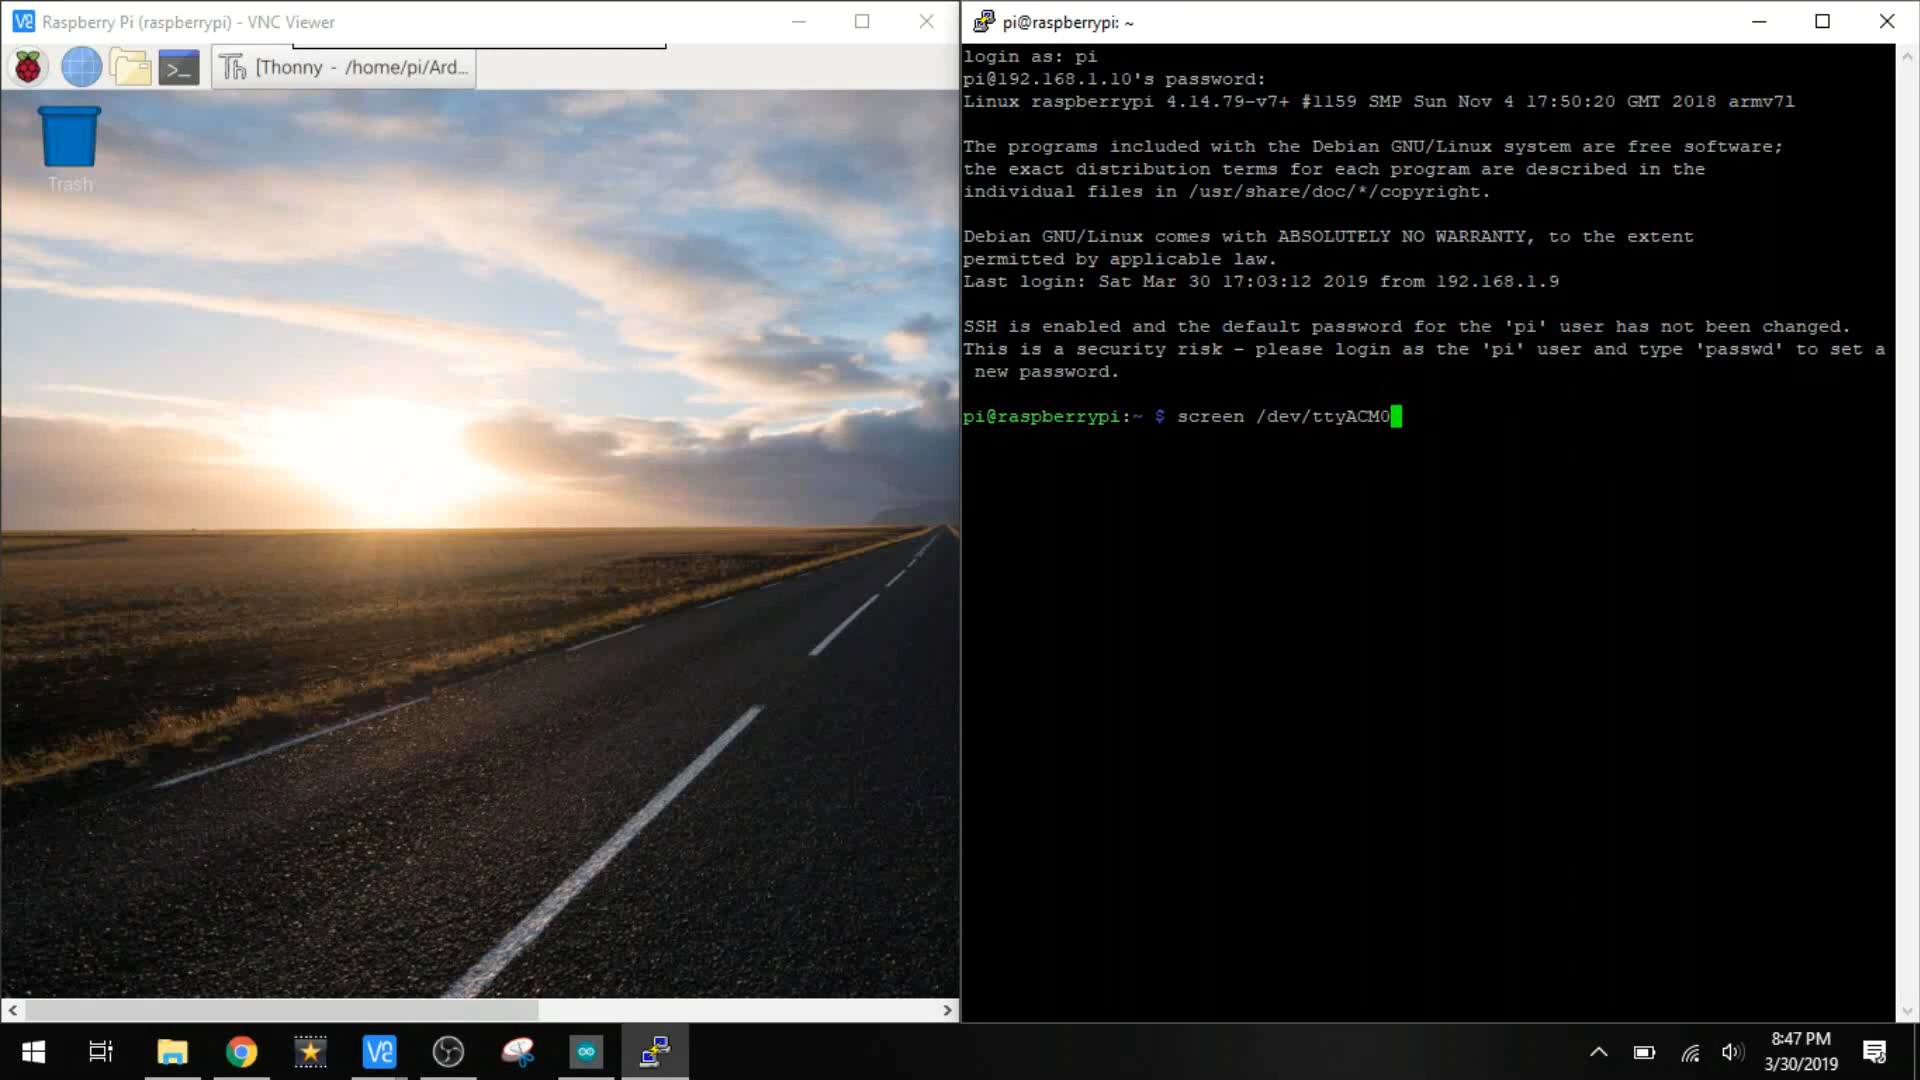 Raspberry Pi (raspberrypi) - VNC Viewer
[Thonny - /home/pi/Ard...
Trash
pi@raspberrypi: ~
login as: pi
pi@192.168.1.10's password:
Linux raspberrypi 4.14.79-v7+ #1159 SMP Sun Nov 4 17:50:20 GMT 2018 armv7l
The programs included with the Debian GNU/Linux system are free software;
the exact distribution terms for each program are described in the
individual files in /usr/share/doc/*/copyright.
Debian GNU/Linux comes with ABSOLUTELY NO WARRANTY, to the extent
permitted by applicable law.
Last login: Sat Mar 30 17:03:12 2019 from 192.168.1.9
SSH is enabled and the default password for the 'pi' user has not been changed.
This is a security risk - please login as the 'pi' user and type 'passwd' to set a
new password.
pi@raspberrypi:~ $ screen /dev/ttyACM0
8:47 PM
3/30/2019